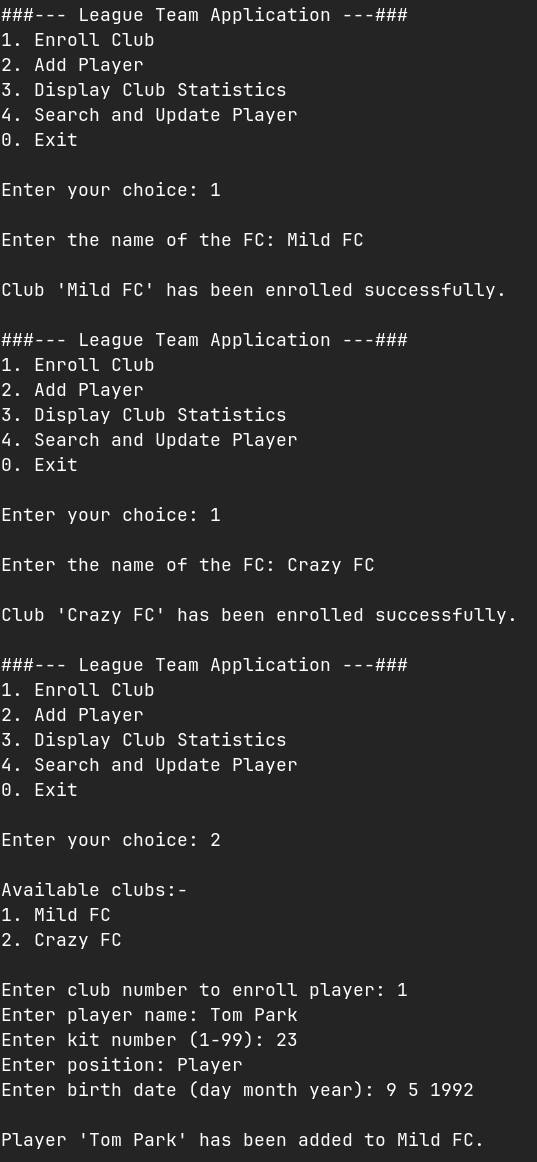 ###--- League Team Application ---###
1. Enroll Club
2. Add Player
3. Display Club Statistics
4. Search and Update Player
0. Exit
Enter your choice: 1
Enter the name of the FC: Mild FC
Club 'Mild FC' has been enrolled successfully.
###--- League Team Application ---###
1. Enroll Club
2. Add Player
3. Display Club Statistics
4. Search and Update Player
0. Exit
Enter your choice: 1
Enter the name of the FC: Crazy FC
Club 'Crazy FC' has been enrolled successfully.
###--- League Team Application ---###
1. Enroll Club
2. Add Player
3. Display Club Statistics
4. Search and Update Player
0. Exit
Enter your choice: 2
Available clubs:-
1. Mild FC
2. Crazy FC
Enter club number to enroll player: 1
Enter player name: Tom Park
Enter kit number (1-99): 23
Enter position: Player
Enter birth date (day month year): 9 5 1992
Player 'Tom Park' has been added to Mild FC.